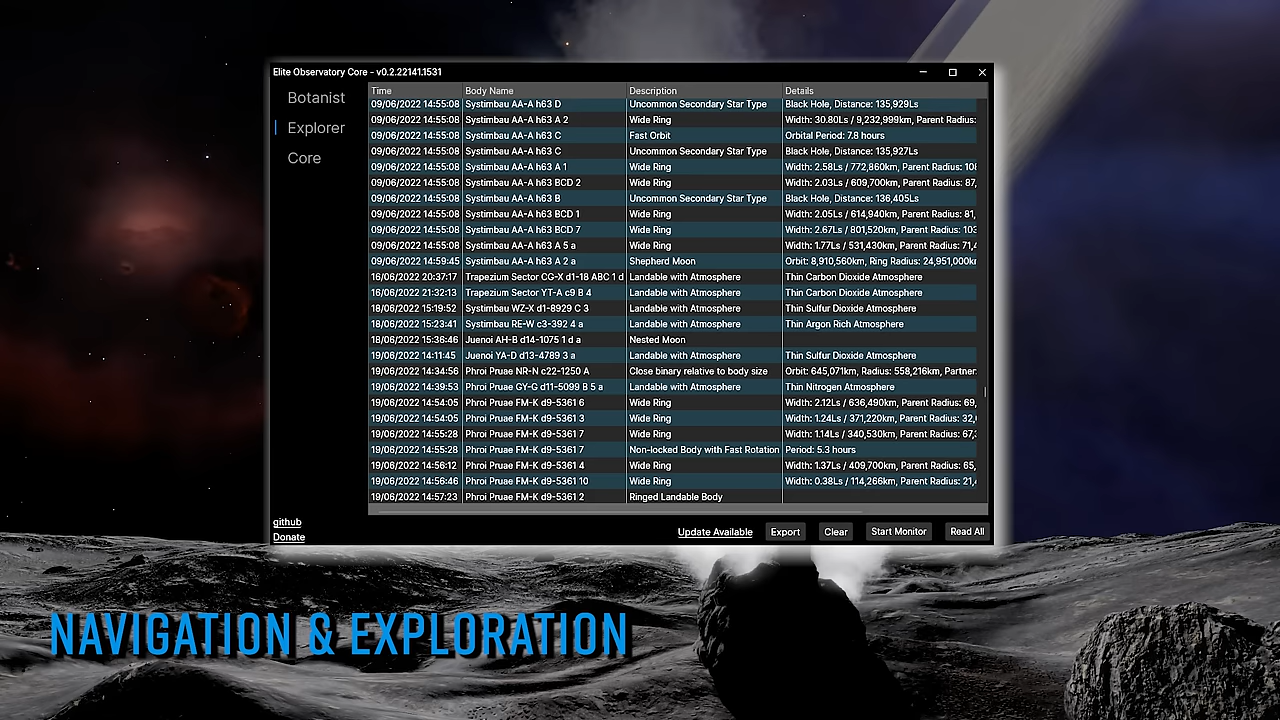 Elite Observatory Core - v0.2.22141.1531
Botanist
Explorer
Core
Time Body Name Description Details
09/06/2022 14:55:08 Systimbau AA-A h63 D Uncommon Secondary Star Type Black Hole, Distance: 135,929Ls
09/06/2022 14:55:08 Systimbau AA-A h63 A 2 Wide Ring Width: 30.80Ls / 9,232,999km, Parent Radius:
09/06/2022 14:55:08 Systimbau AA-A h63 C Fast Orbit Orbital Period: 7.8 hours
09/06/2022 14:55:08 Systimbau AA-A h63 C Uncommon Secondary Star Type Black Hole, Distance: 135,927Ls
09/06/2022 14:55:08 Systimbau AA-A h63 A 1 Wide Ring Width: 2.58Ls / 772,860km, Parent Radius: 108
09/06/2022 14:55:08 Systimbau AA-A h63 BCD 2 Wide Ring Width: 2.03Ls / 609,700km, Parent Radius: 87,
09/06/2022 14:55:08 Systimbau AA-A h63 B Uncommon Secondary Star Type Black Hole, Distance: 136,405Ls
09/06/2022 14:55:08 Systimbau AA-A h63 BCD 1 Wide Ring Width: 2.05Ls / 614,940km, Parent Radius: 81,
09/06/2022 14:55:08 Systimbau AA-A h63 BCD 7 Wide Ring Width: 2.67Ls / 801,520km, Parent Radius: 103
09/06/2022 14:55:08 Systimbau AA-A h63 A 5 a Wide Ring Width: 1.77Ls / 531,430km, Parent Radius: 71,4
09/06/2022 14:59:45 Systimbau AA-A h63 A 2 a Shepherd Moon Orbit: 8,910,560km, Ring Radius: 24,951,000km
16/06/2022 20:37:17 Trapezium Sector CG-X d1-18 ABC 1 d Landable with Atmosphere Thin Carbon Dioxide Atmosphere
16/06/2022 21:32:13 Trapezium Sector YT-A c9 B 4 Landable with Atmosphere Thin Carbon Dioxide Atmosphere
18/06/2022 15:19:52 Systimbau WZ-X d1-8929 C 3 Landable with Atmosphere Thin Sulfur Dioxide Atmosphere
18/06/2022 15:23:41 Systimbau RE-W c3-392 4 a Landable with Atmosphere Thin Argon Rich Atmosphere
18/06/2022 15:36:46 Juenoi AH-B d14-1075 1 d a Nested Moon
19/06/2022 14:11:45 Juenoi YA-D d13-4789 3 a Landable with Atmosphere Thin Sulfur Dioxide Atmosphere
19/06/2022 14:34:56 Phroi Pruae NR-N c22-1250 A Close binary relative to body size Orbit: 645,071km, Radius: 558,216km, Partner:
19/06/2022 14:39:53 Phroi Pruae GY-G d11-5099 B 5 a Landable with Atmosphere Thin Nitrogen Atmosphere
19/06/2022 14:54:05 Phroi Pruae FM-K d9-5361 6 Wide Ring Width: 2.12Ls / 636,490km, Parent Radius: 69,
19/06/2022 14:54:05 Phroi Pruae FM-K d9-5361 3 Wide Ring Width: 1.24Ls / 371,220km, Parent Radius: 32,
19/06/2022 14:55:28 Phroi Pruae FM-K d9-5361 7 Wide Ring Width: 1.14Ls / 340,530km, Parent Radius: 67,3
19/06/2022 14:55:28 Phroi Pruae FM-K d9-5361 7 Non-locked Body with Fast Rotation Period: 5.3 hours
19/06/2022 14:56:12 Phroi Pruae FM-K d9-5361 4 Wide Ring Width: 1.37Ls / 409,700km, Parent Radius: 65,
19/06/2022 14:56:46 Phroi Pruae FM-K d9-5361 10 Wide Ring Width: 0.38Ls / 114,266km, Parent Radius: 21,4
19/06/2022 14:57:23 Phroi Pruae FM-K d9-5361 2 Ringed Landable Body
github
Donate
Update Available Export Clear Start Monitor Read All
NAVIGATION & EXPLORATION